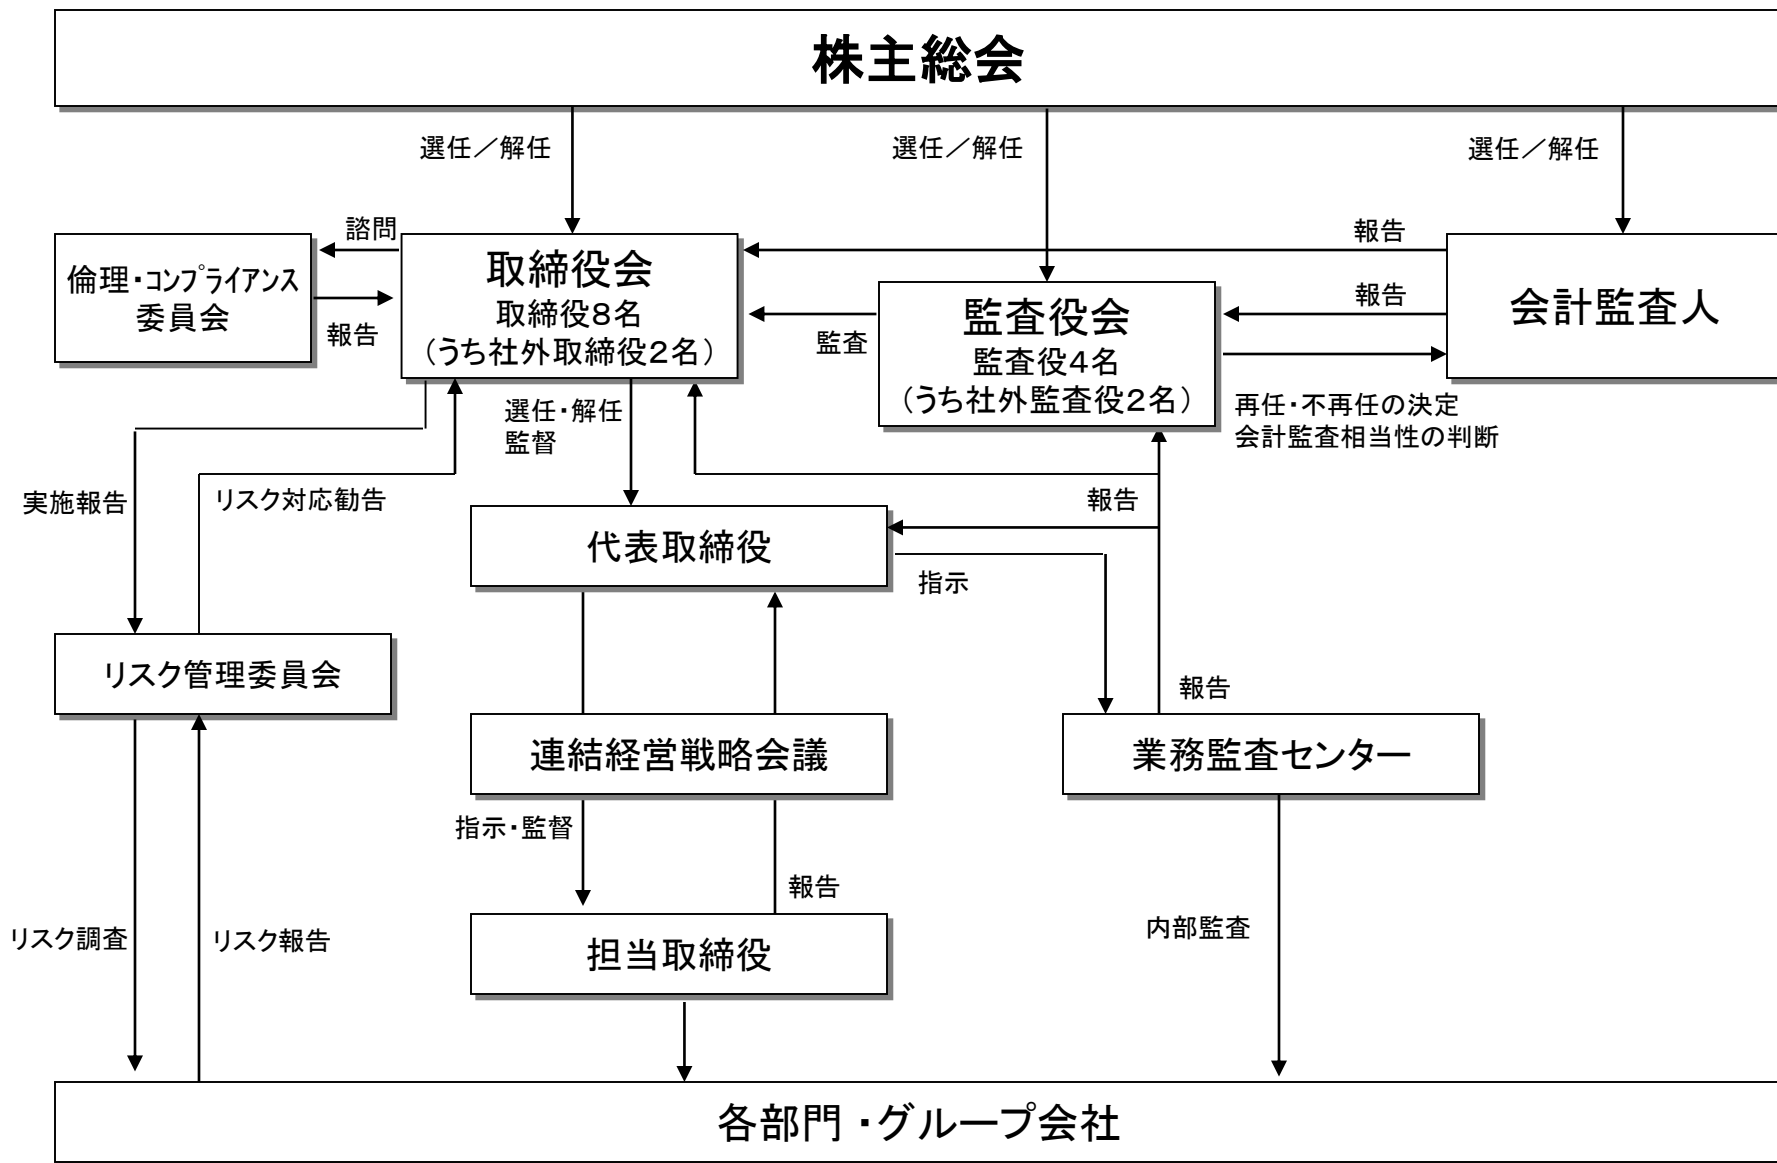 株主総会
選任／解任
選任／解任
選任／解任
諮問
報告
倫理・コンプライアンス
委員会
報告
取締役会
取締役８名
（うち社外取締役２名）
監査
監査役会
監査役４名
（うち社外監査役２名）
報告
会計監査人
再任・不再任の決定
会計監査相当性の判断
選任・解任
監督
実施報告
リスク対応勧告
報告
代表取締役
指示
リスク管理委員会
報告
連結経営戦略会議
業務監査センター
指示・監督
報告
リスク調査
リスク報告
内部監査
担当取締役
各部門・グループ会社